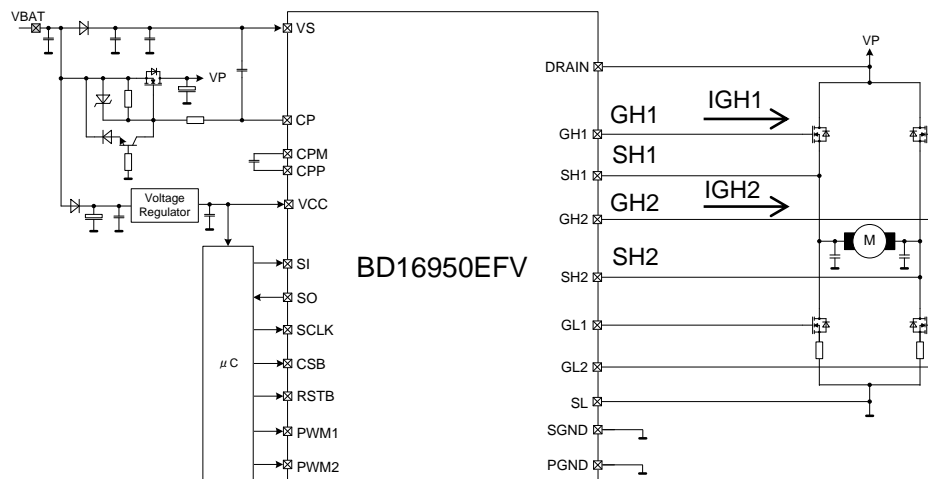 VBAT
VS
VP
CP
CPM
CPP
Voltage
Regulator
VCC
SI
SO
SCLK
μC
CSB
RSTB
PWM1
PWM2
BD16950EFV
DRAIN
GH1
SH1
GH2
SH2
GL1
GL2
SL
SGND
PGND
GH1
IGH1
SH1
GH2
IGH2
SH2
VP
M